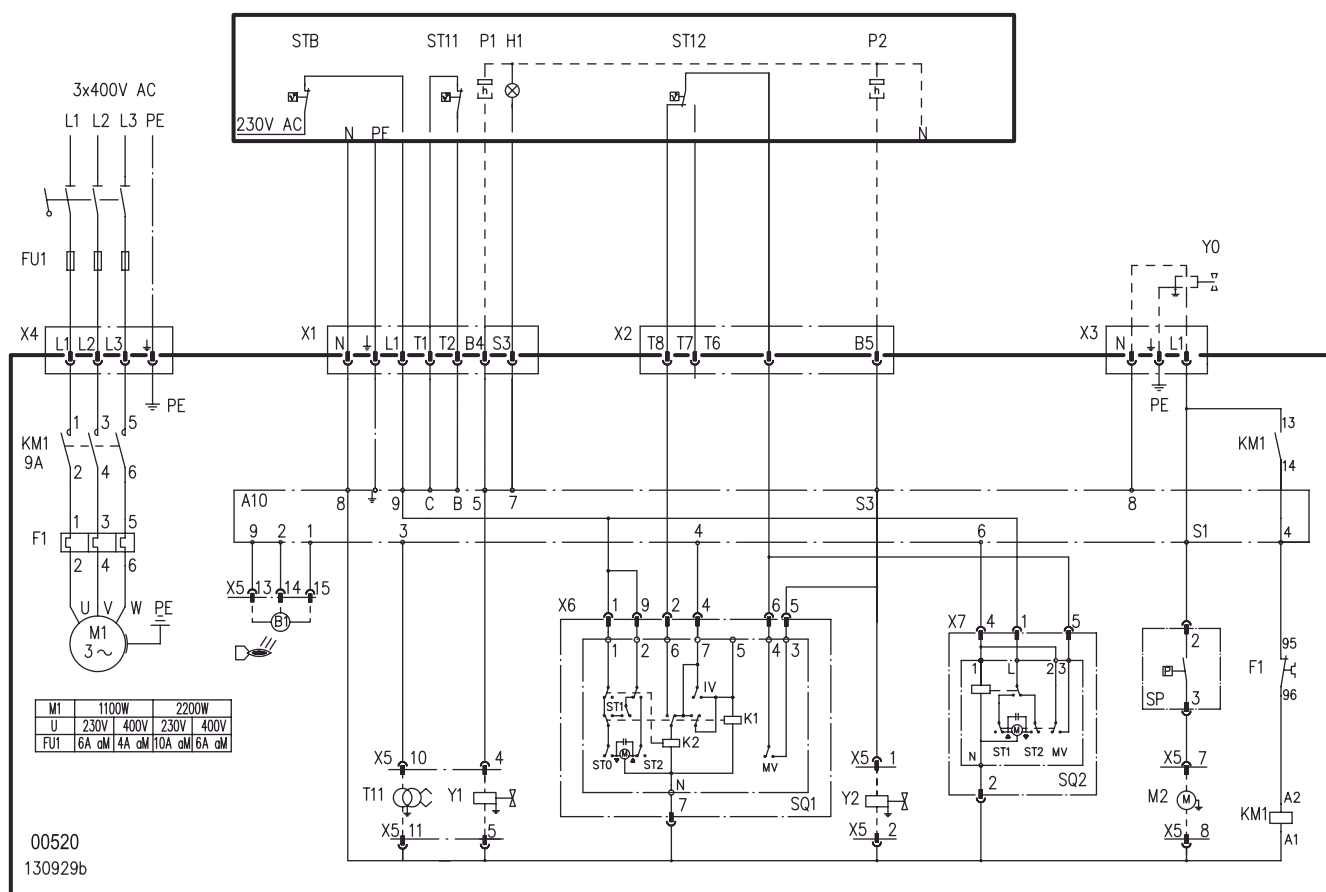 STB ST11 P1 H1 ST12 P2
3x400V AC
L1 L2 L3 PE
h h
230V AC N PE N
FU1
Y0
X4 L1 L2 L3
X1 N L1 T1 T2 B4 S3
X2 T8 T7 T6 B5
X3 N L1
PE PE
1 3 5
KM1
9A
2 4 6
13
KM1
14
A10 8 9 C B 5 7 S3 8
9 2 1 3 4 6 S1 4
1 3 5
F1
2 4 6
X5 13 14 15
B1
U V W PE
M1
3~
X6 1 9 2 4 6 5
1 2 6 7 5 4 3
IV
ST1
K1
K2
ST0 M ST2 MV
N
7 SQ1
X7 4 1 5
1 L 2 3
ST1 M ST2 MV
N
2 SQ2
2
P
SP 3
95
F1
96
M1 1100W 2200W
U 230V 400V 230V 400V
FU1 6A aM 4A aM 10A aM 6A aM
X5 10 4
T11 Y1
X5 11 5
X5 1
Y2
X5 2
X5 7
M2 M
X5 8
A2
KM1
A1
00520
130929b